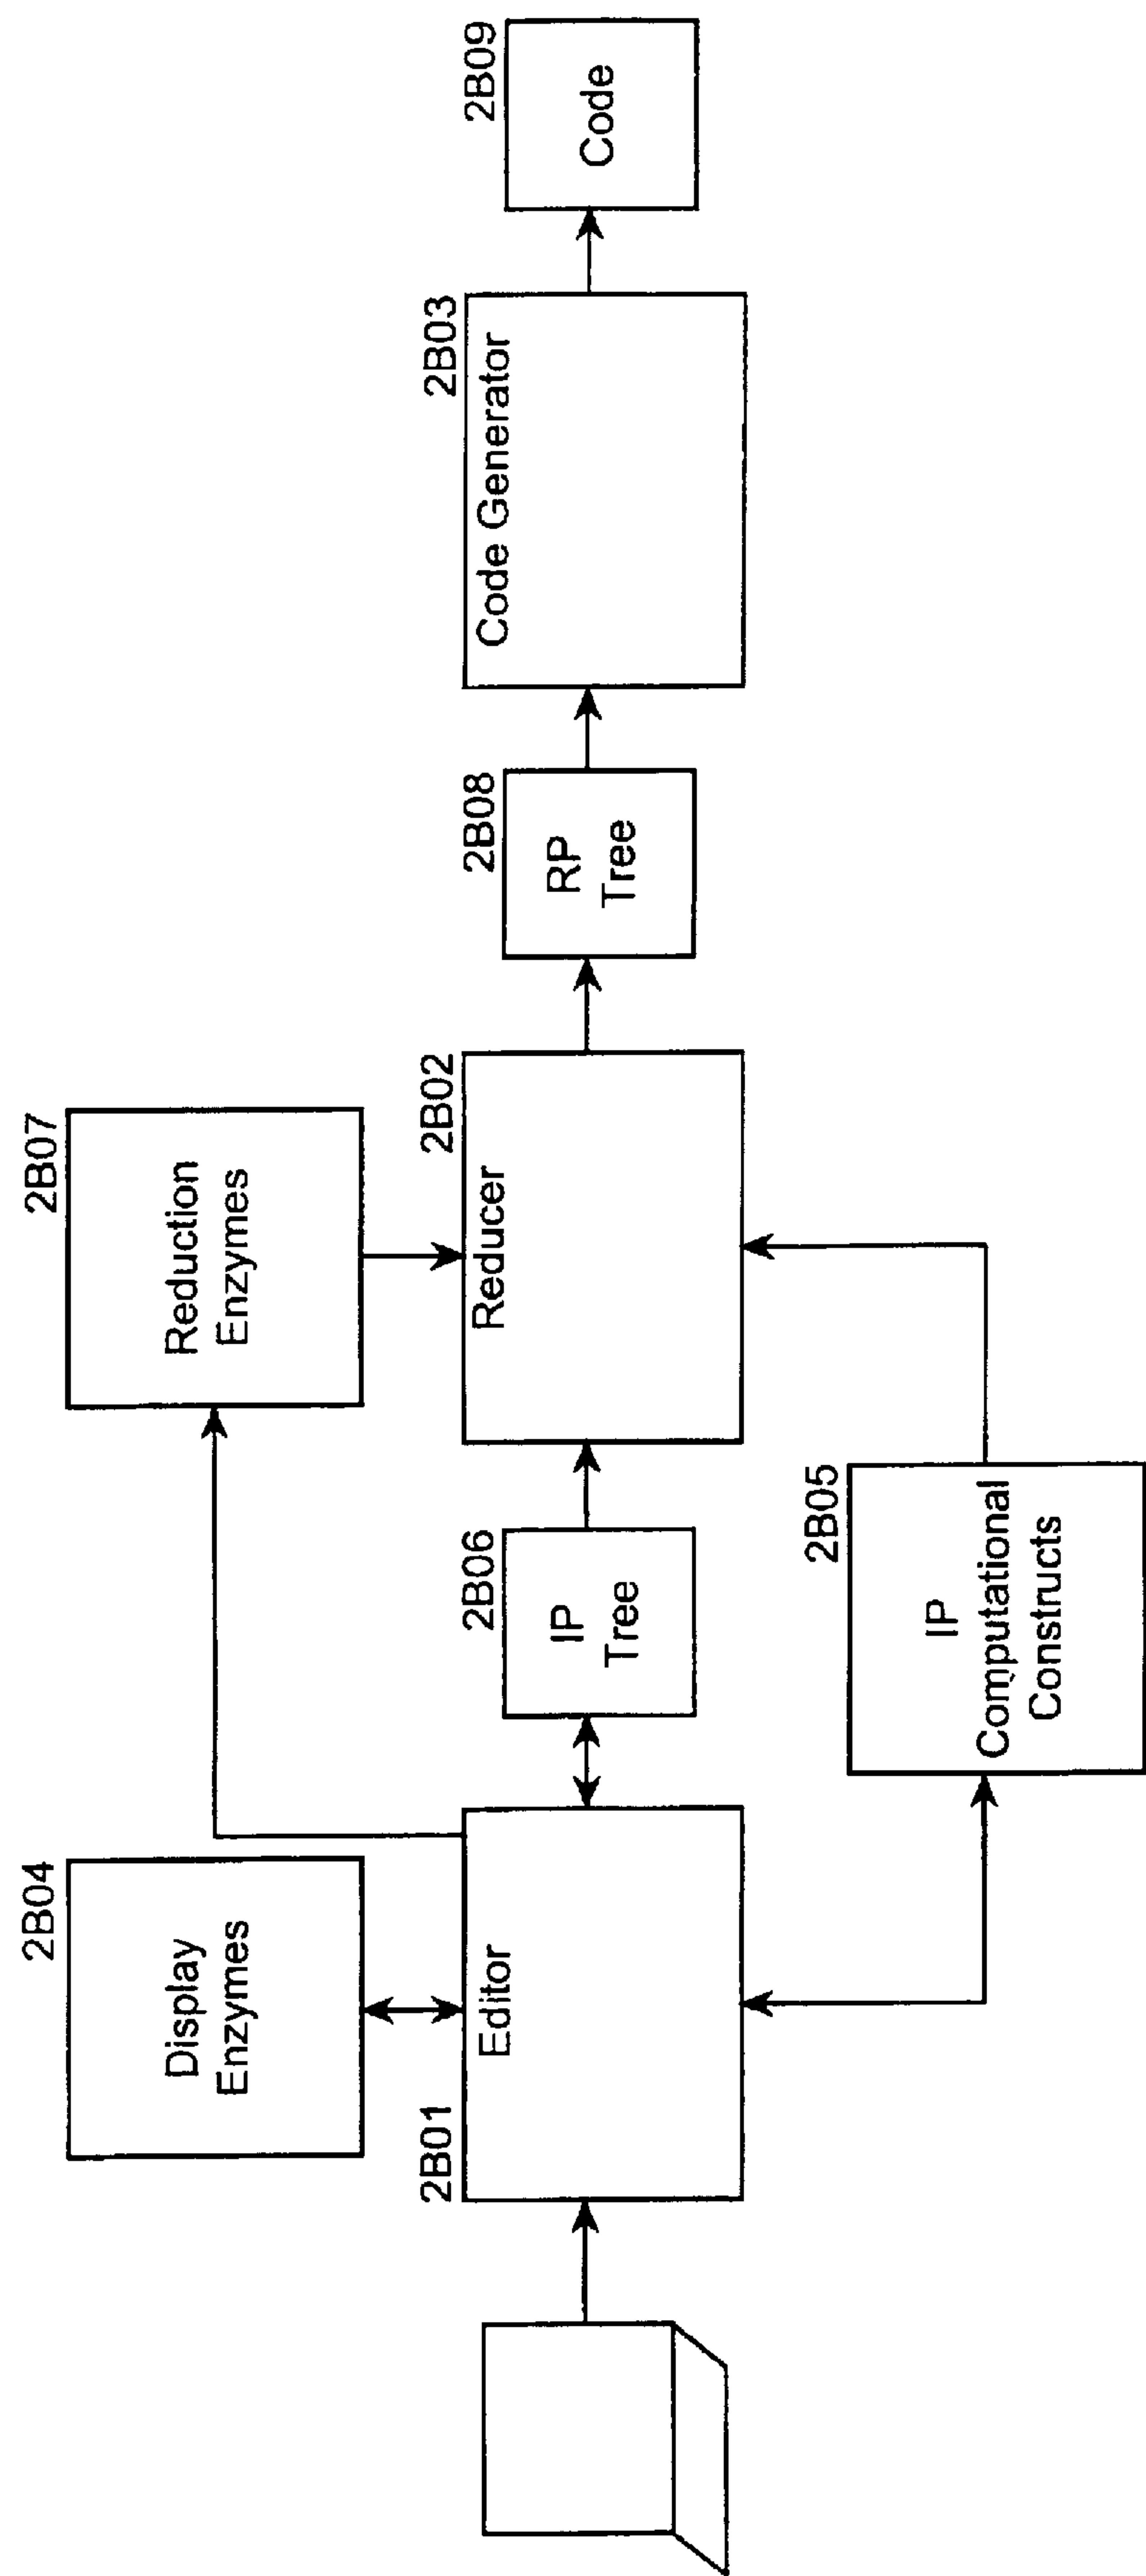 2B04
Display
Enzymes
2B07
Reduction
Enzymes
2B01
Editor
2B06
IP
Tree
2B02
Reducer
2B08
RP
Tree
2B03
Code Generator
2B09
Code
2B05
IP
Computational
Constructs